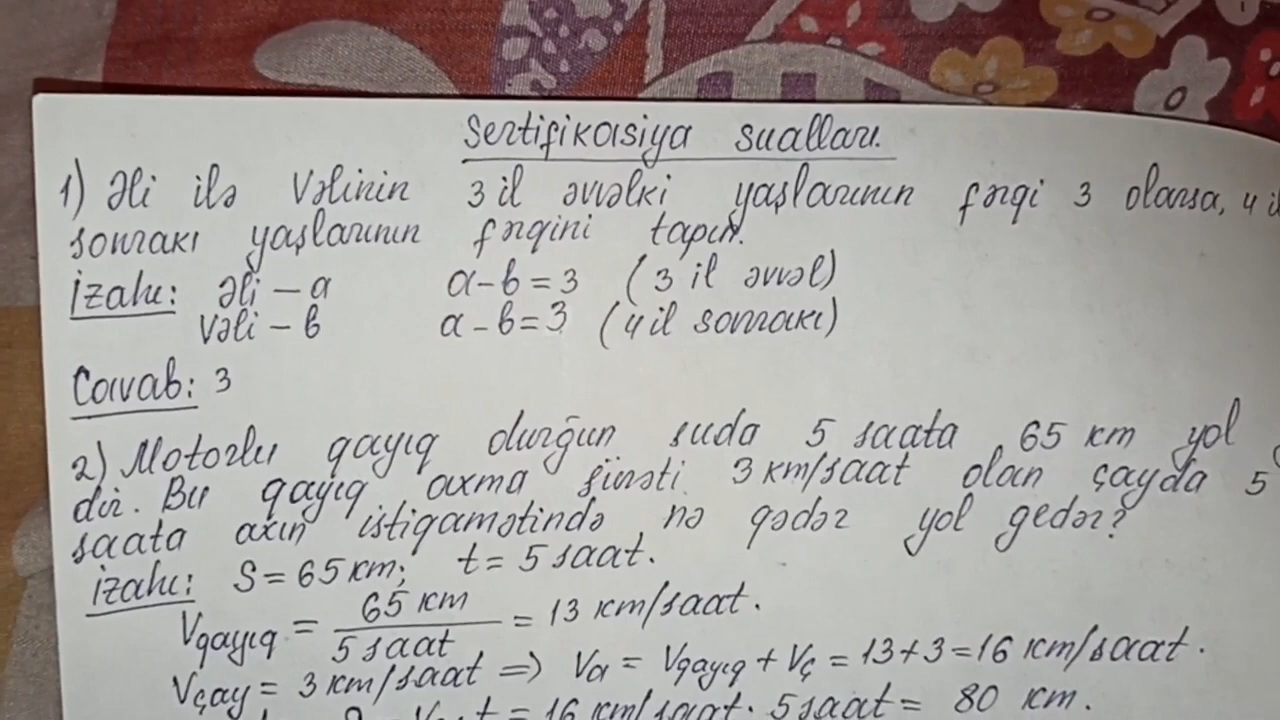 Sertifikasiya sualları.
1) Əli ilə Vəlinin 3 il əvvəlki yaşlarının fərqi 3 olarsa, 4 il
sonrakı yaşlarının fərqini tapın.
İzahı: Əli – a a-b=3 (3 il əvvəl)
Vəli – b a-b=3 (4 il sonrakı)
Cavab: 3
2) Motorlu qayıq durğun suda 5 saata 65 km yol
dir. Bu qayıq axma sürəti 3 km/saat olan çayda 5
saata axın istiqamətində nə qədər yol gedər?
izahı: S=65 km; t=5 saat.
Vqayıq = 65 km / 5 saat = 13 km/saat.
Vçay = 3 km/saat => Va = Vqayıq + Vç = 13+3=16 km/saat.
t = 16 km/saat · 5 saat = 80 km.